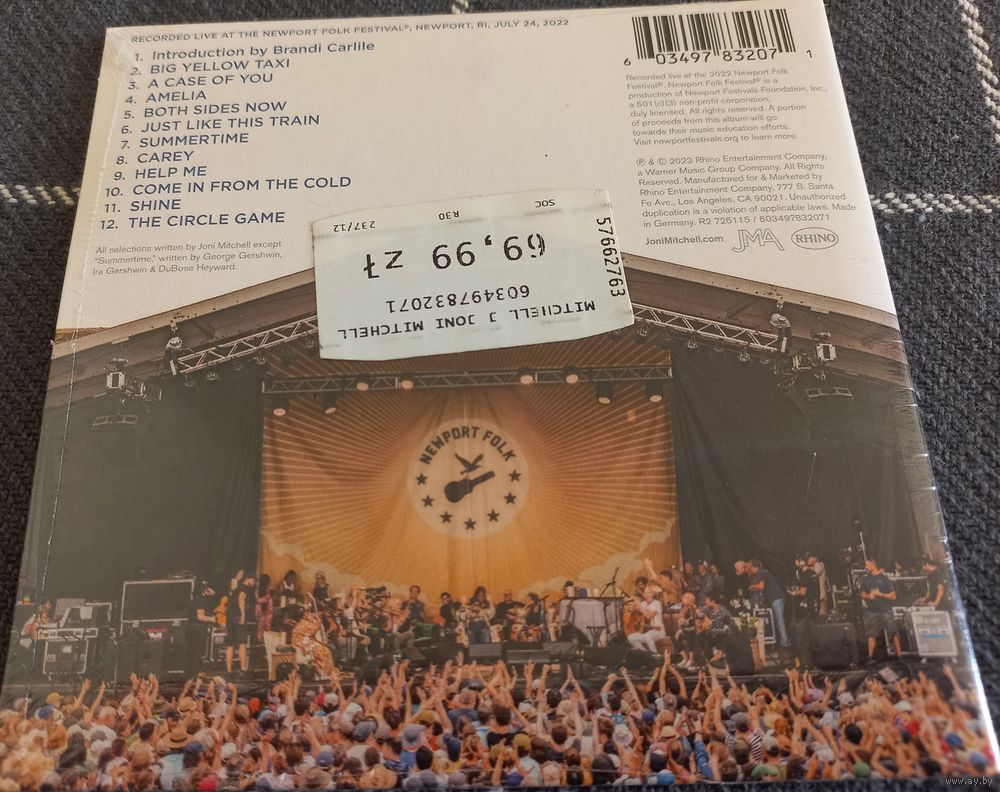 RECORDED LIVE AT THE NEWPORT FOLK FESTIVAL®, NEWPORT, RI, JULY 24, 2022
1. Introduction by Brandi Carlile
2. BIG YELLOW TAXI
3. A CASE OF YOU
4. AMELIA
5. BOTH SIDES NOW
6. JUST LIKE THIS TRAIN
7. SUMMERTIME
8. CAREY
9. HELP ME
10. COME IN FROM THE COLD
11. SHINE
12. THE CIRCLE GAME
All selections written by Joni Mitchell except
“Summertime,” written by George Gershwin,
Ira Gershwin & DuBose Heyward.
6 03497 83207 1
Recorded live at the 2022 Newport Folk
Festival®. Newport Folk Festival® is a
production of Newport Festivals Foundation, Inc.,
a 501(c)(3) non-profit corporation,
duly licensed. All rights reserved. A portion
of proceeds from this album will go
towards their music education efforts.
Visit newportfestivals.org to learn more.
℗ & © 2023 Rhino Entertainment Company,
a Warner Music Group Company. All Rights
Reserved. Manufactured for & Marketed by
Rhino Entertainment Company, 777 S. Santa
Fe Ave., Los Angeles, CA 90021. Unauthorized
duplication is a violation of applicable laws. Made
in Germany. R2 725115 / 603497832071
JoniMitchell.com
JMA
RHINO
MITCHELL J JONI MITCHELL
603497832071
69,99 zł
57662763
SOC
R30
237/12
NEWPORT FOLK
www.ay.by